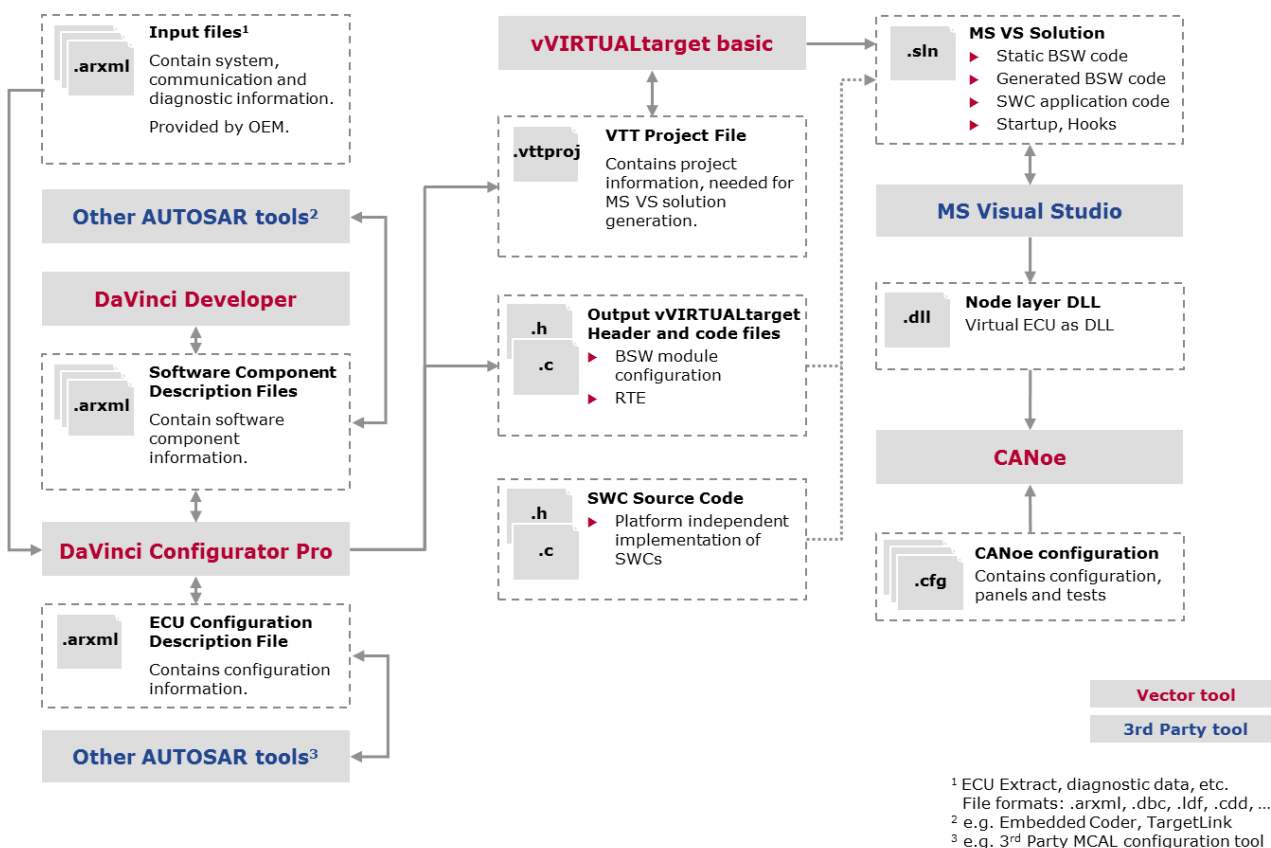 Input files¹
.arxml
Contain system,
communication and
diagnostic information.
Provided by OEM.
Other AUTOSAR tools²
DaVinci Developer
Software Component
Description Files
.arxml
Contain software
component
information.
DaVinci Configurator Pro
ECU Configuration
Description File
.arxml
Contains configuration
information.
Other AUTOSAR tools³
vVIRTUALtarget basic
VTT Project File
.vttproj
Contains project
information, needed for
MS VS solution
generation.
Output vVIRTUALtarget
Header and code files
.h
.c
▶ BSW module
configuration
▶ RTE
SWC Source Code
.h
.c
▶ Platform independent
implementation of
SWCs
MS VS Solution
.sln
▶ Static BSW code
▶ Generated BSW code
▶ SWC application code
▶ Startup, Hooks
MS Visual Studio
Node layer DLL
.dll
Virtual ECU as DLL
CANoe
CANoe configuration
.cfg
Contains configuration,
panels and tests
Vector tool
3rd Party tool
¹ ECU Extract, diagnostic data, etc.
File formats: .arxml, .dbc, .ldf, .cdd, …
² e.g. Embedded Coder, TargetLink
³ e.g. 3rd Party MCAL configuration tool